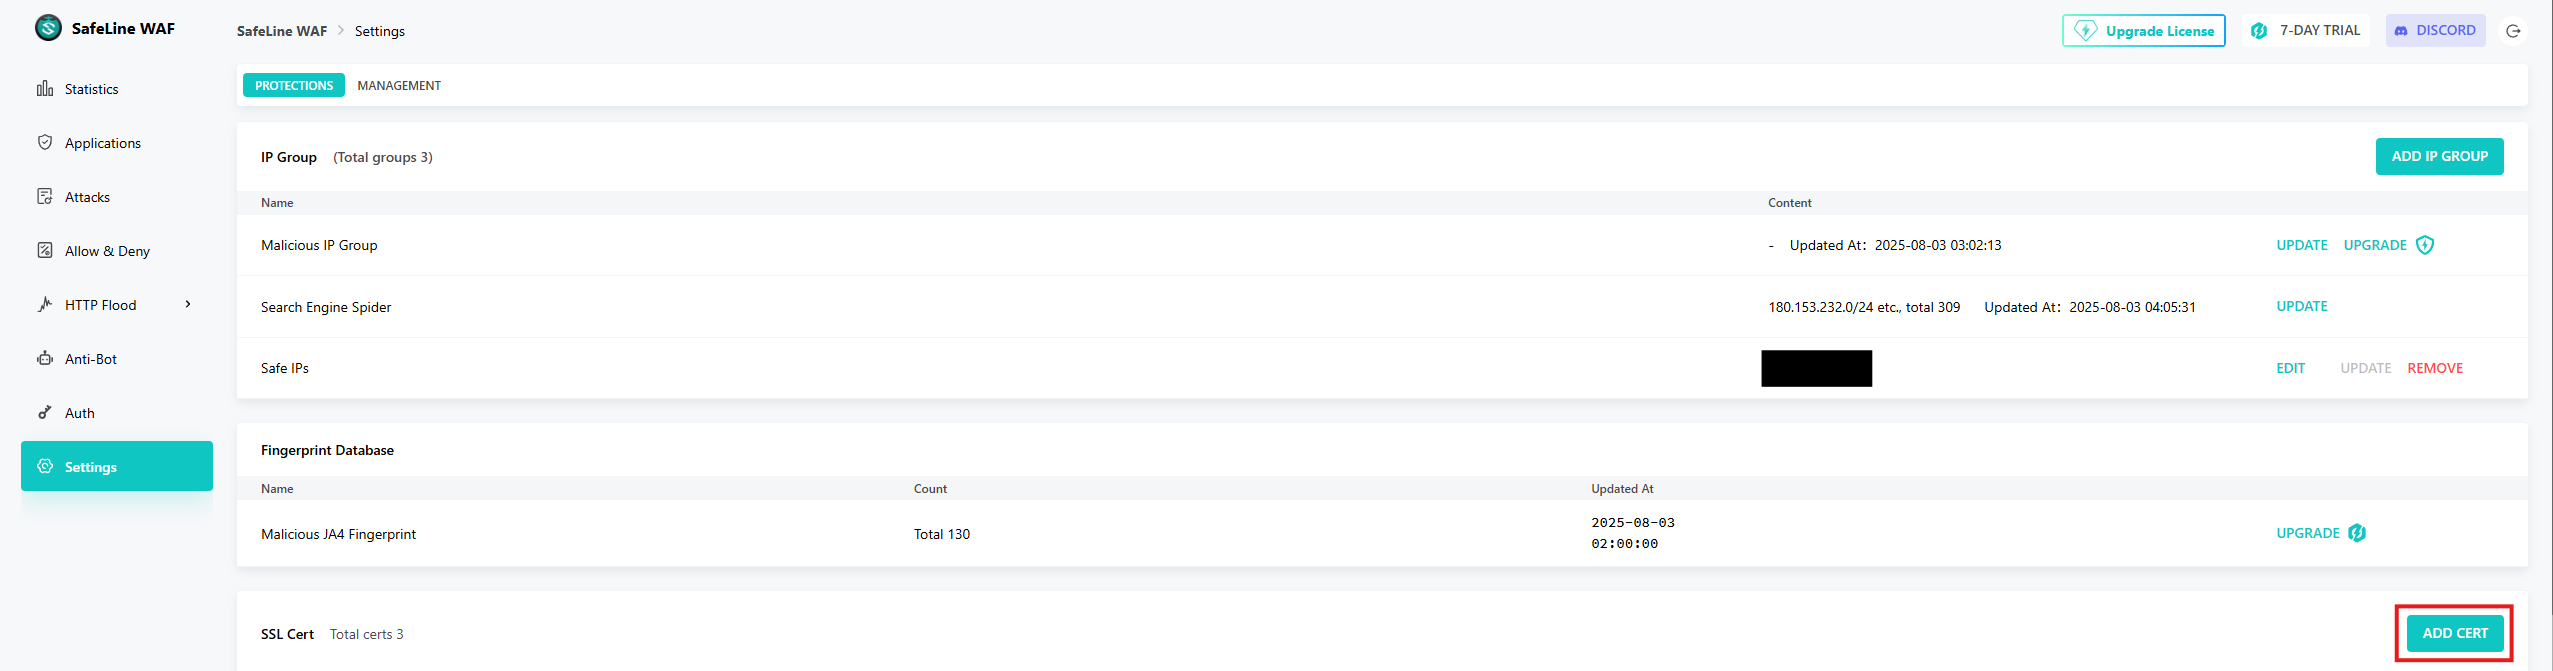 SafeLine WAF
SafeLine WAF > Settings
Upgrade License
7-DAY TRIAL
DISCORD
Statistics
Applications
Attacks
Allow & Deny
HTTP Flood
Anti-Bot
Auth
Settings
PROTECTIONS MANAGEMENT
IP Group (Total groups 3) ADD IP GROUP
Name Content
Malicious IP Group - Updated At: 2025-08-03 03:02:13 UPDATE UPGRADE
Search Engine Spider 180.153.232.0/24 etc., total 309 Updated At: 2025-08-03 04:05:31 UPDATE
Safe IPs EDIT UPDATE REMOVE
Fingerprint Database
Name Count Updated At
Malicious JA4 Fingerprint Total 130 2025-08-03
02:00:00 UPGRADE
SSL Cert Total certs 3 ADD CERT